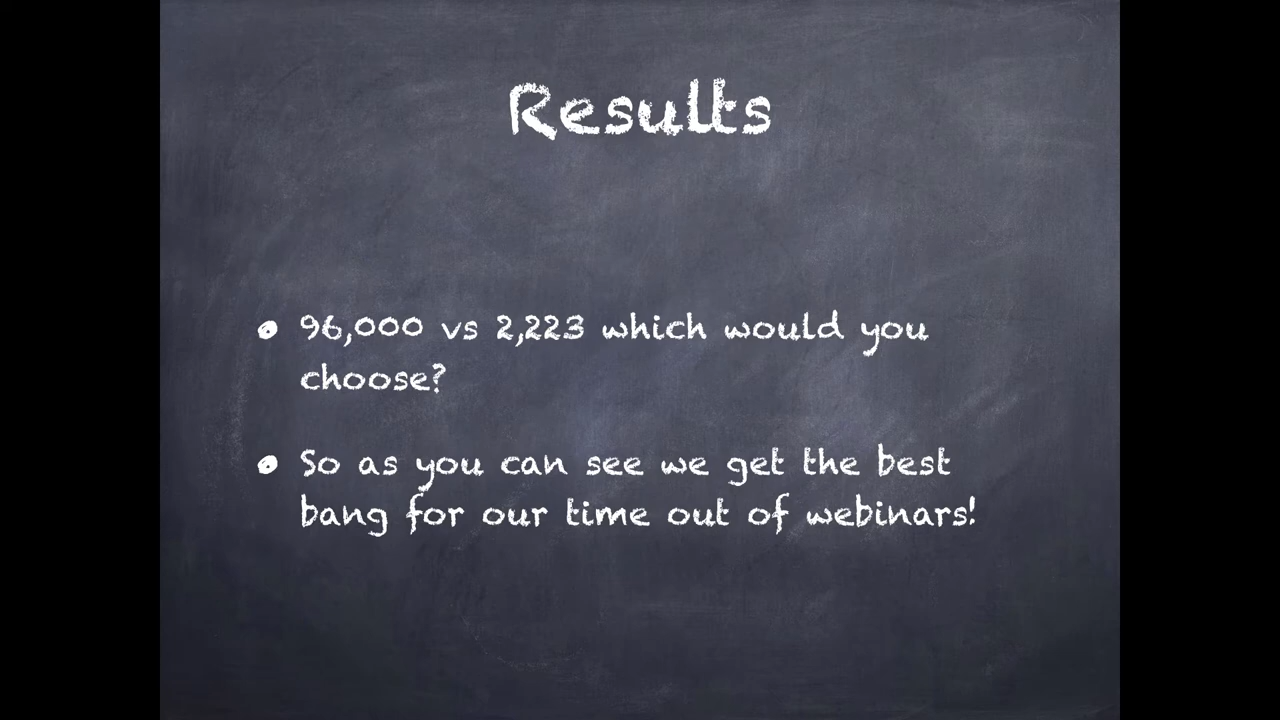 Results
• 96,000 vs 2,223 which would you
choose?
• So as you can see we get the best
bang for our time out of webinars!